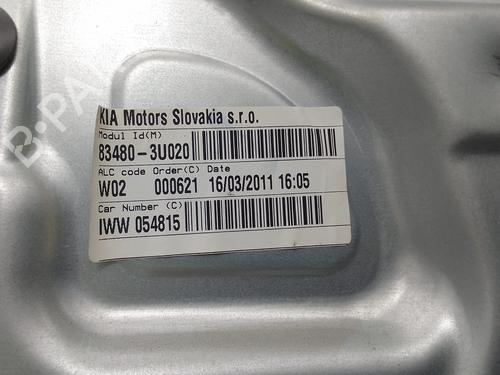 KIA Motors Slovakia s.r.o.
Modul Id(M)
83480-3U020
ALC code Order(C) Date
W02 000621 16/03/2011 16:05
Car Number (C)
IWW 054815